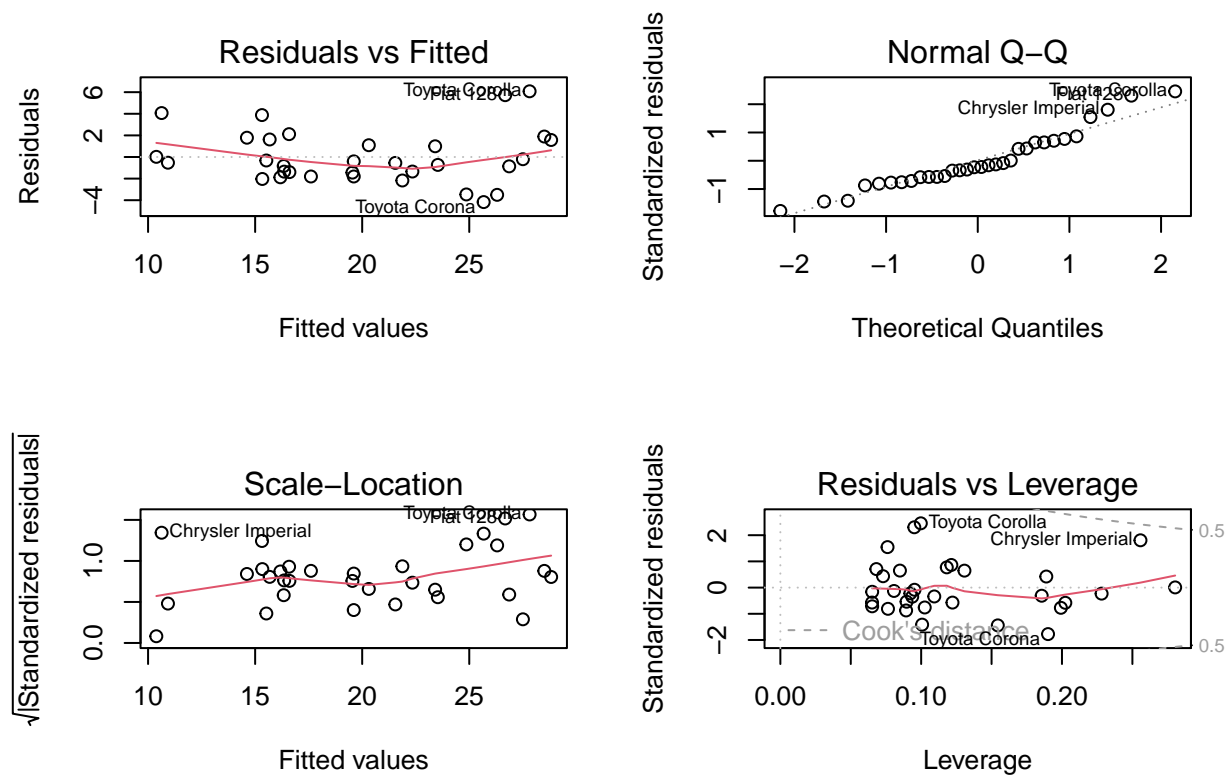 Residuals vs Fitted
Residuals
6
2
−4
Toyota Corolla
Fiat 128
Toyota Corona
10 15 20 25
Fitted values
Normal Q−Q
Standardized residuals
1
−1
Toyota Corolla
Fiat 128
Chrysler Imperial
−2 −1 0 1 2
Theoretical Quantiles
Scale−Location
√|Standardized residuals|
1.0
0.0
Toyota Corolla
Fiat 128
Chrysler Imperial
10 15 20 25
Fitted values
Residuals vs Leverage
Standardized residuals
2
0
−2
Toyota Corolla
Chrysler Imperial
0.5
Cook's distance
Toyota Corona
0.5
0.00 0.10 0.20
Leverage